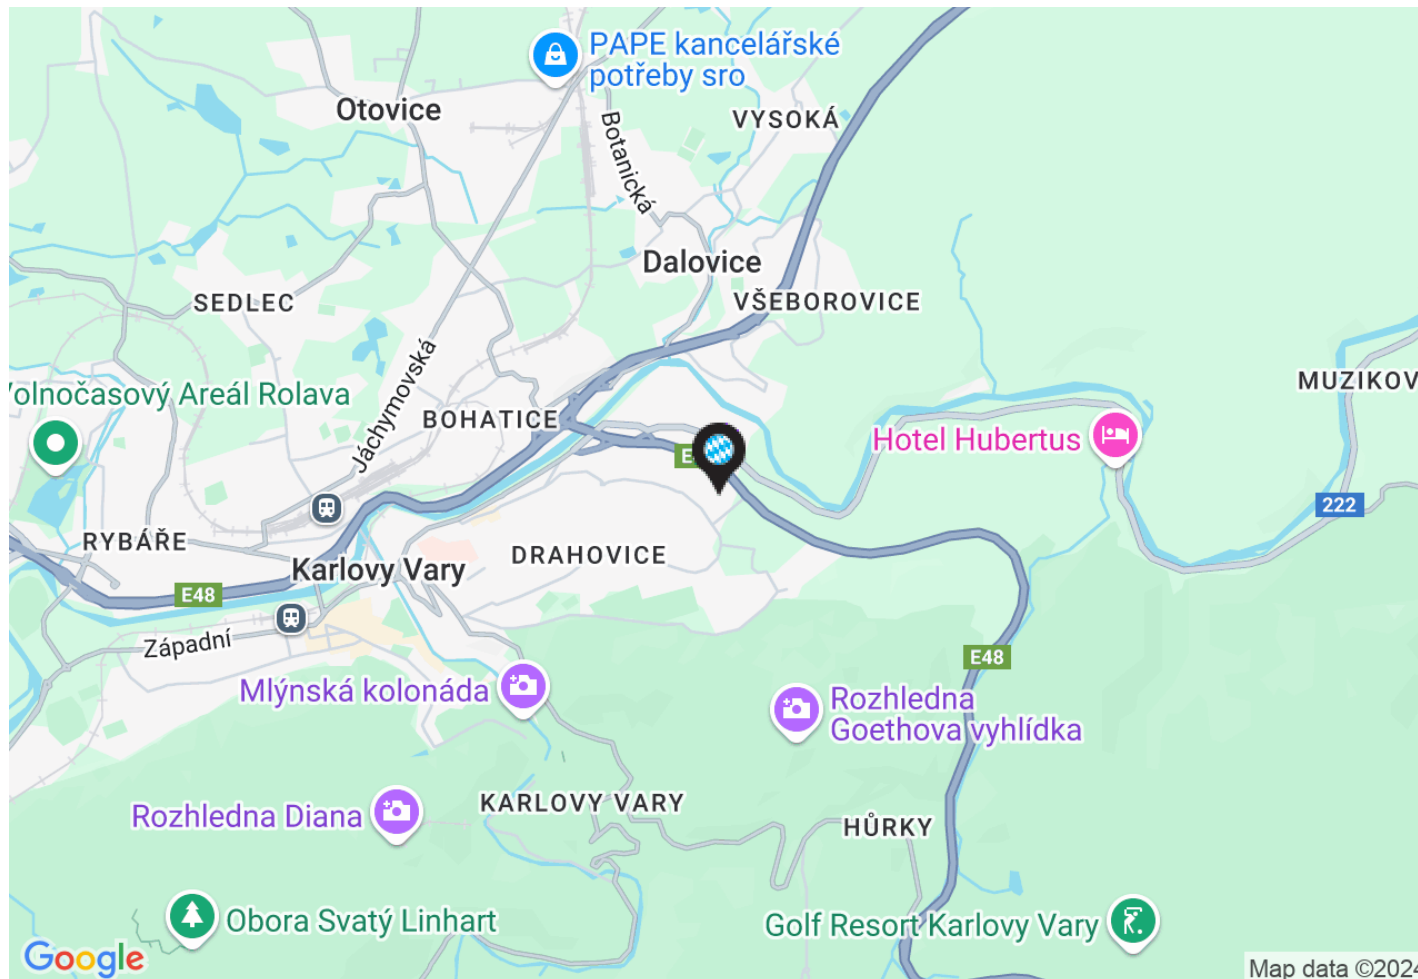 PAPE kancelářské
potřeby sro
Otovice
VYSOKÁ
Botanická
Dalovice
SEDLEC
VŠEBOROVICE
Jáchymovská
MUZIKOV
Volnočasový Areál Rolava
BOHATICE
Hotel Hubertus
E
222
RYBÁŘE
DRAHOVICE
Karlovy Vary
E48
Západní
E48
Mlýnská kolonáda
Rozhledna
Goethova vyhlídka
KARLOVY VARY
Rozhledna Diana
HŮRKY
Obora Svatý Linhart
Golf Resort Karlovy Vary
Google
Map data ©2024